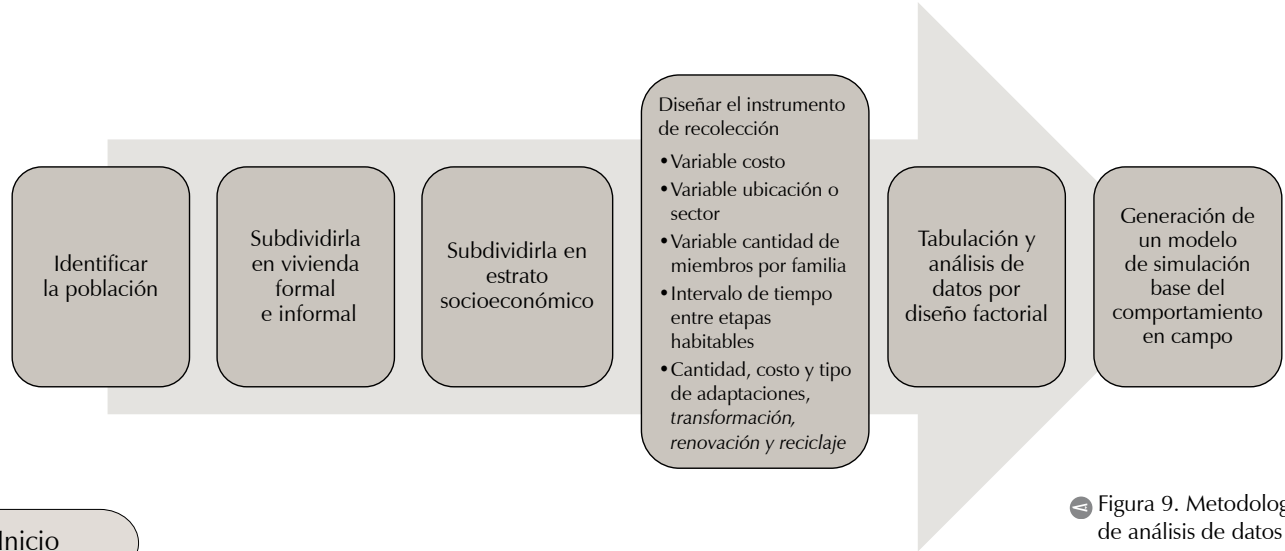 Identificar
la población
Subdividirla
en vivienda
formal
e informal
Subdividirla en
estrato
socioeconómico
Diseñar el instrumento
de recolección
•Variable costo
•Variable ubicación o
sector
•Variable cantidad de
miembros por familia
•Intervalo de tiempo
entre etapas
habitables
•Cantidad, costo y tipo
de adaptaciones,
transformación,
renovación y reciclaje
Tabulación y
análisis de
datos por
diseño factorial
Generación de
un modelo
de simulación
base del
comportamiento
en campo
Figura 9. Metodolog
de análisis de datos
Inicio